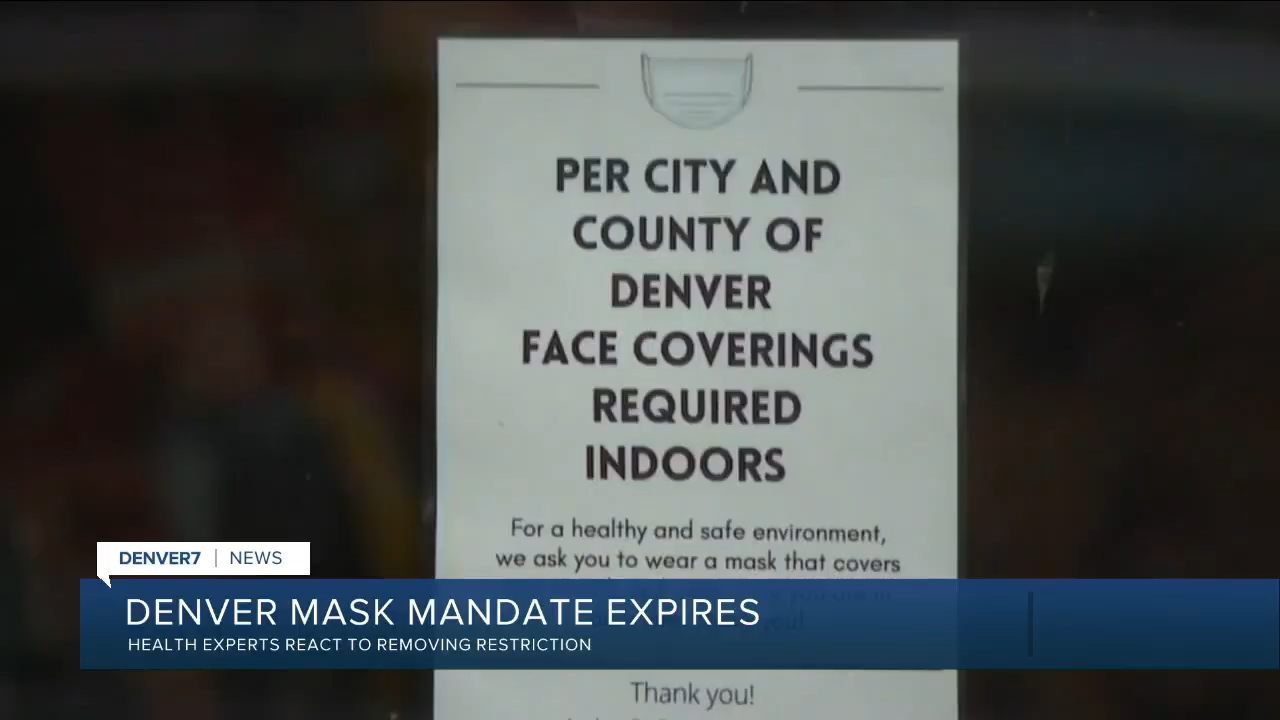 PER CITY AND
COUNTY OF
DENVER
FACE COVERINGS
REQUIRED
INDOORS
For a healthy and safe environment,
we ask you to wear a mask that covers
you!
DENVER7 | NEWS
DENVER MASK MANDATE EXPIRES
HEALTH EXPERTS REACT TO REMOVING RESTRICTION
Thank you!